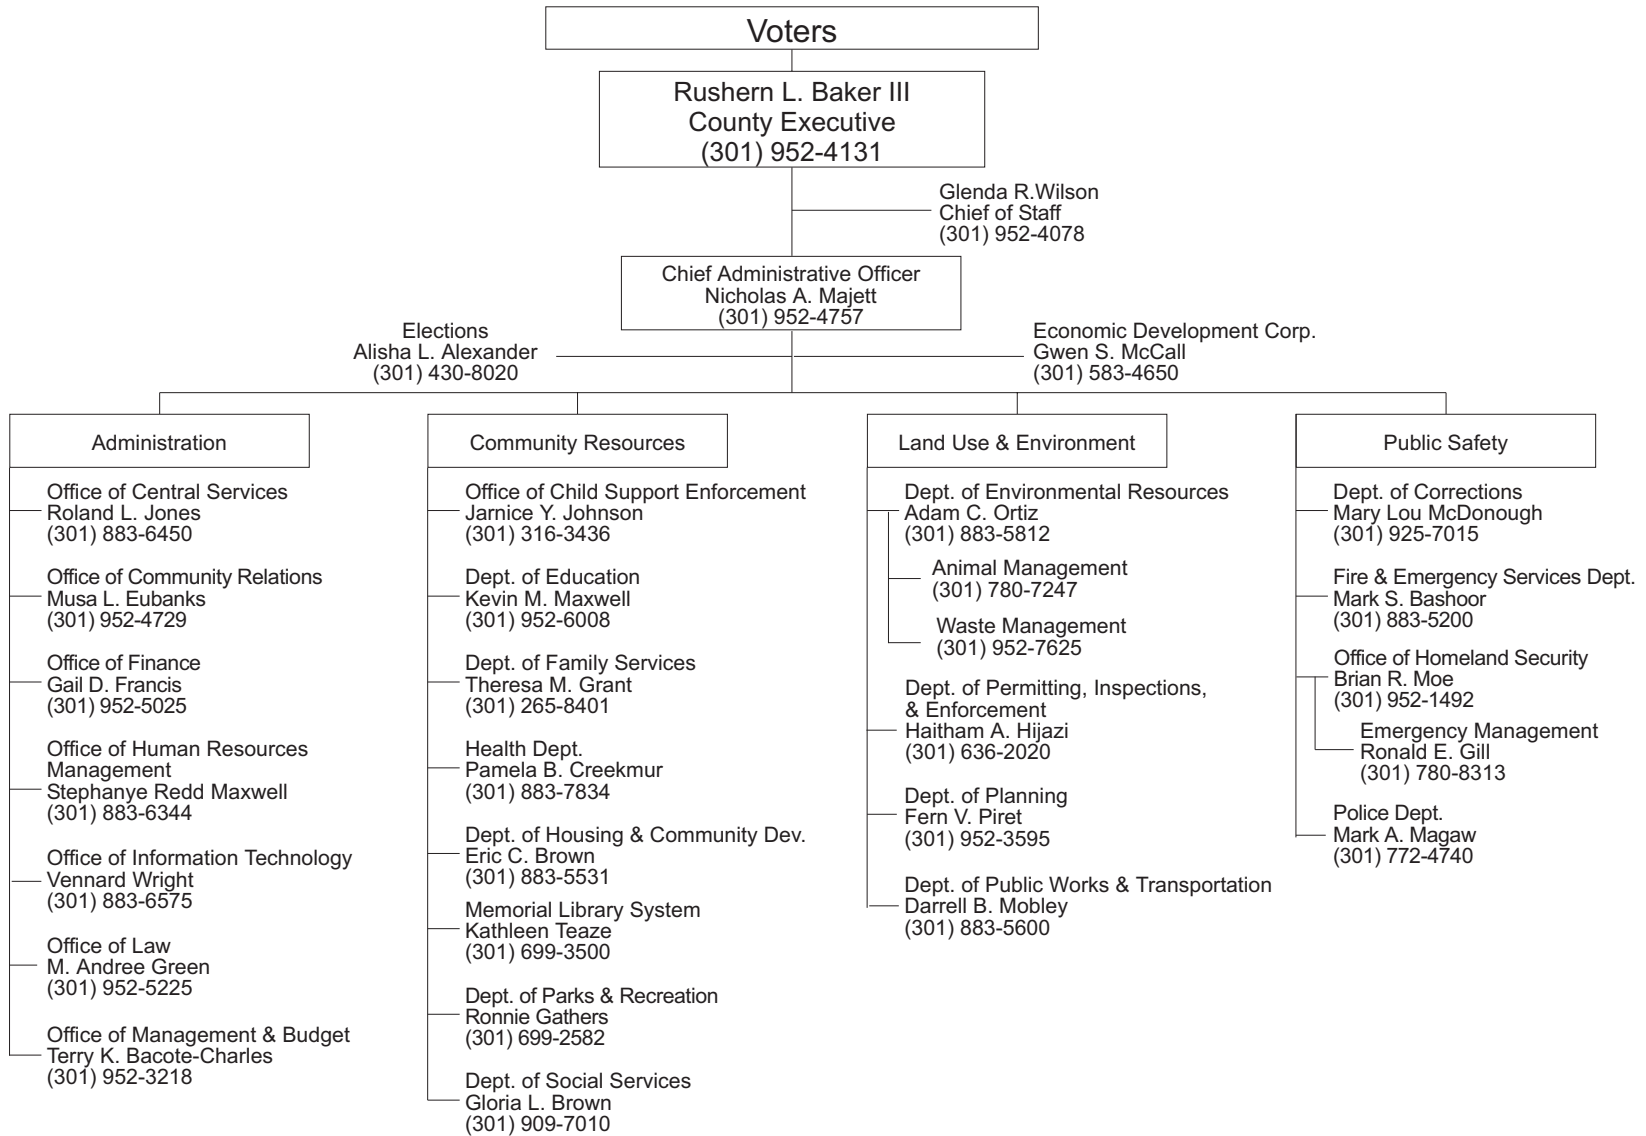 Voters
Rushern L. Baker III
County Executive
(301) 952-4131
Glenda R.Wilson
Chief of Staff
(301) 952-4078
Chief Administrative Officer
Nicholas A. Majett
(301) 952-4757
Elections
Alisha L. Alexander
(301) 430-8020
Economic Development Corp.
Gwen S. McCall
(301) 583-4650
Administration
Office of Central Services
Roland L. Jones
(301) 883-6450
Office of Community Relations
Musa L. Eubanks
(301) 952-4729
Office of Finance
Gail D. Francis
(301) 952-5025
Office of Human Resources
Management
Stephanye Redd Maxwell
(301) 883-6344
Office of Information Technology
Vennard Wright
(301) 883-6575
Office of Law
M. Andree Green
(301) 952-5225
Office of Management & Budget
Terry K. Bacote-Charles
(301) 952-3218
Community Resources
Office of Child Support Enforcement
Jarnice Y. Johnson
(301) 316-3436
Dept. of Education
Kevin M. Maxwell
(301) 952-6008
Dept. of Family Services
Theresa M. Grant
(301) 265-8401
Health Dept.
Pamela B. Creekmur
(301) 883-7834
Dept. of Housing & Community Dev.
Eric C. Brown
(301) 883-5531
Memorial Library System
Kathleen Teaze
(301) 699-3500
Dept. of Parks & Recreation
Ronnie Gathers
(301) 699-2582
Dept. of Social Services
Gloria L. Brown
(301) 909-7010
Land Use & Environment
Dept. of Environmental Resources
Adam C. Ortiz
(301) 883-5812
Animal Management
(301) 780-7247
Waste Management
(301) 952-7625
Dept. of Permitting, Inspections,
& Enforcement
Haitham A. Hijazi
(301) 636-2020
Dept. of Planning
Fern V. Piret
(301) 952-3595
Dept. of Public Works & Transportation
Darrell B. Mobley
(301) 883-5600
Public Safety
Dept. of Corrections
Mary Lou McDonough
(301) 925-7015
Fire & Emergency Services Dept.
Mark S. Bashoor
(301) 883-5200
Office of Homeland Security
Brian R. Moe
(301) 952-1492
Emergency Management
Ronald E. Gill
(301) 780-8313
Police Dept.
Mark A. Magaw
(301) 772-4740